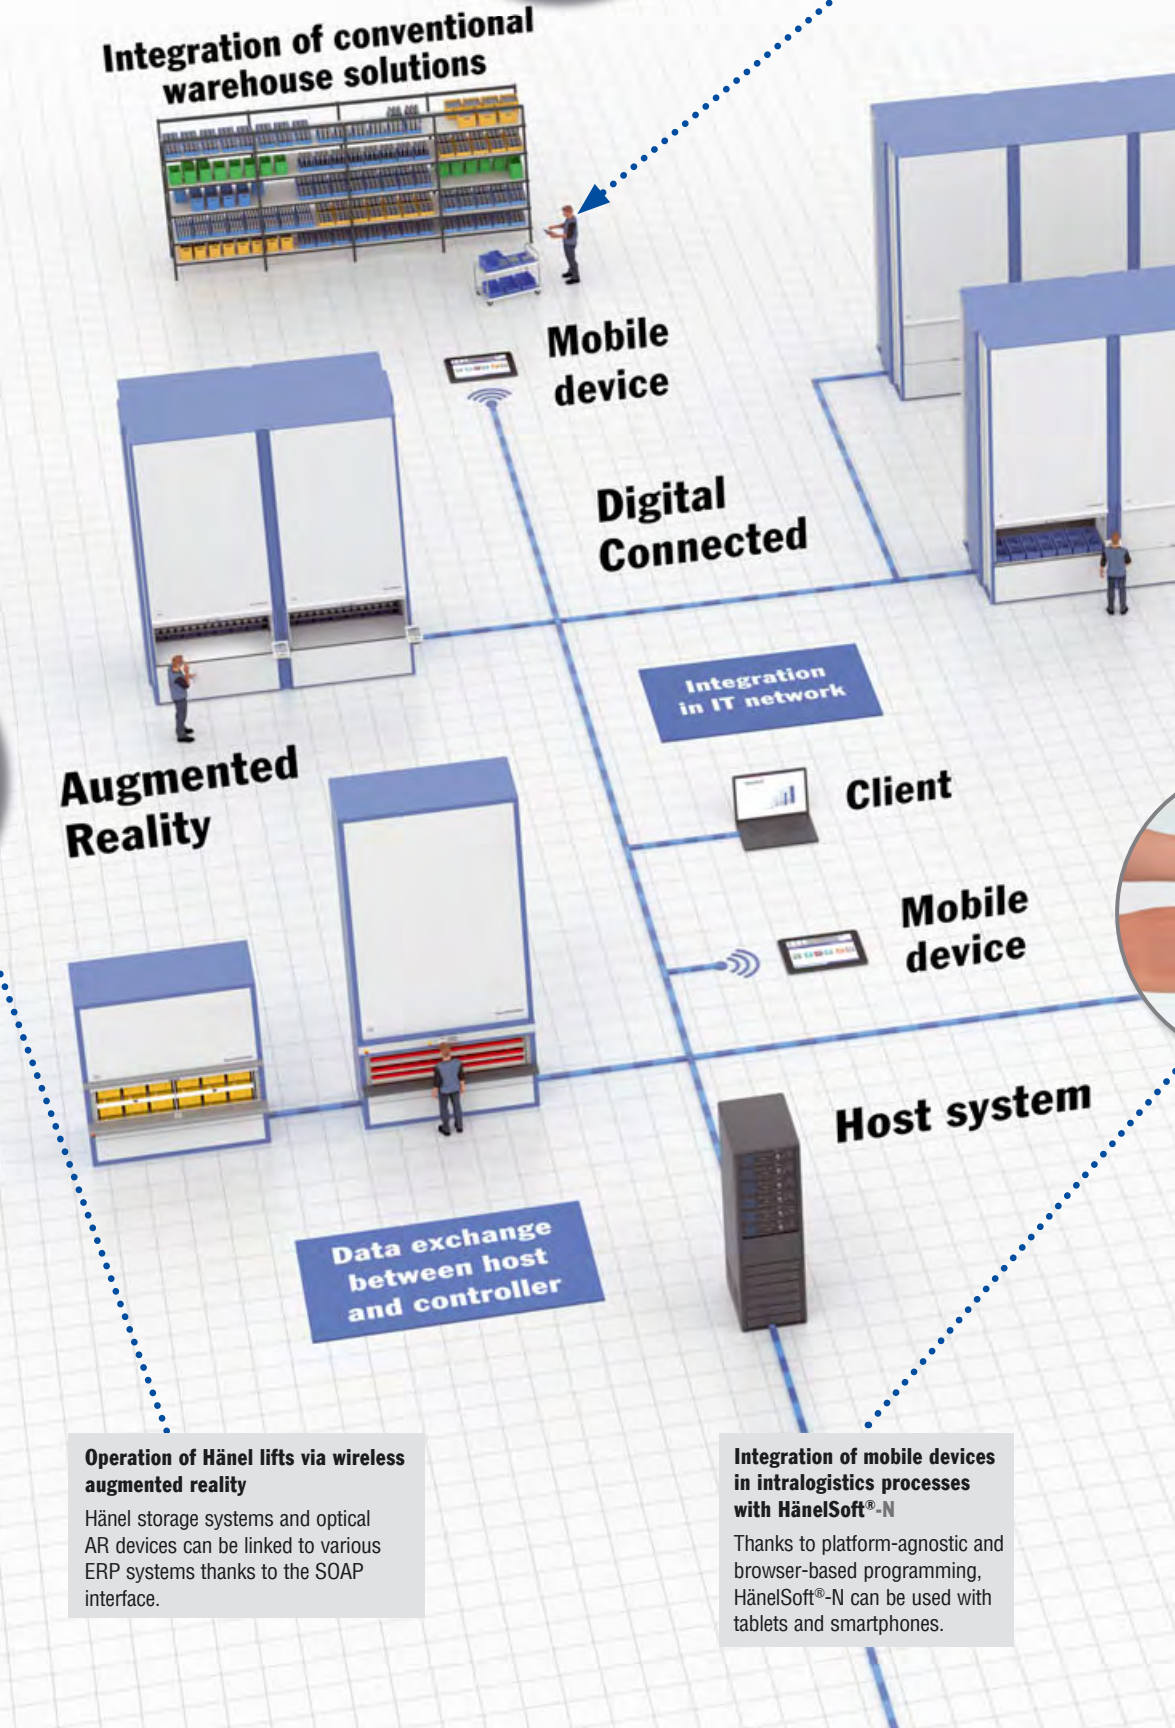 Integration of conventional
warehouse solutions
Mobile
device
Digital
Connected
Integration
in IT network
Augmented
Reality
Client
Mobile
device
Host system
Data exchange
between host
and controller
Operation of Hänel lifts via wireless
augmented reality
Hänel storage systems and optical
AR devices can be linked to various
ERP systems thanks to the SOAP
interface.
Integration of mobile devices
in intralogistics processes
with HänelSoft®-N
Thanks to platform-agnostic and
browser-based programming,
HänelSoft®-N can be used with
tablets and smartphones.